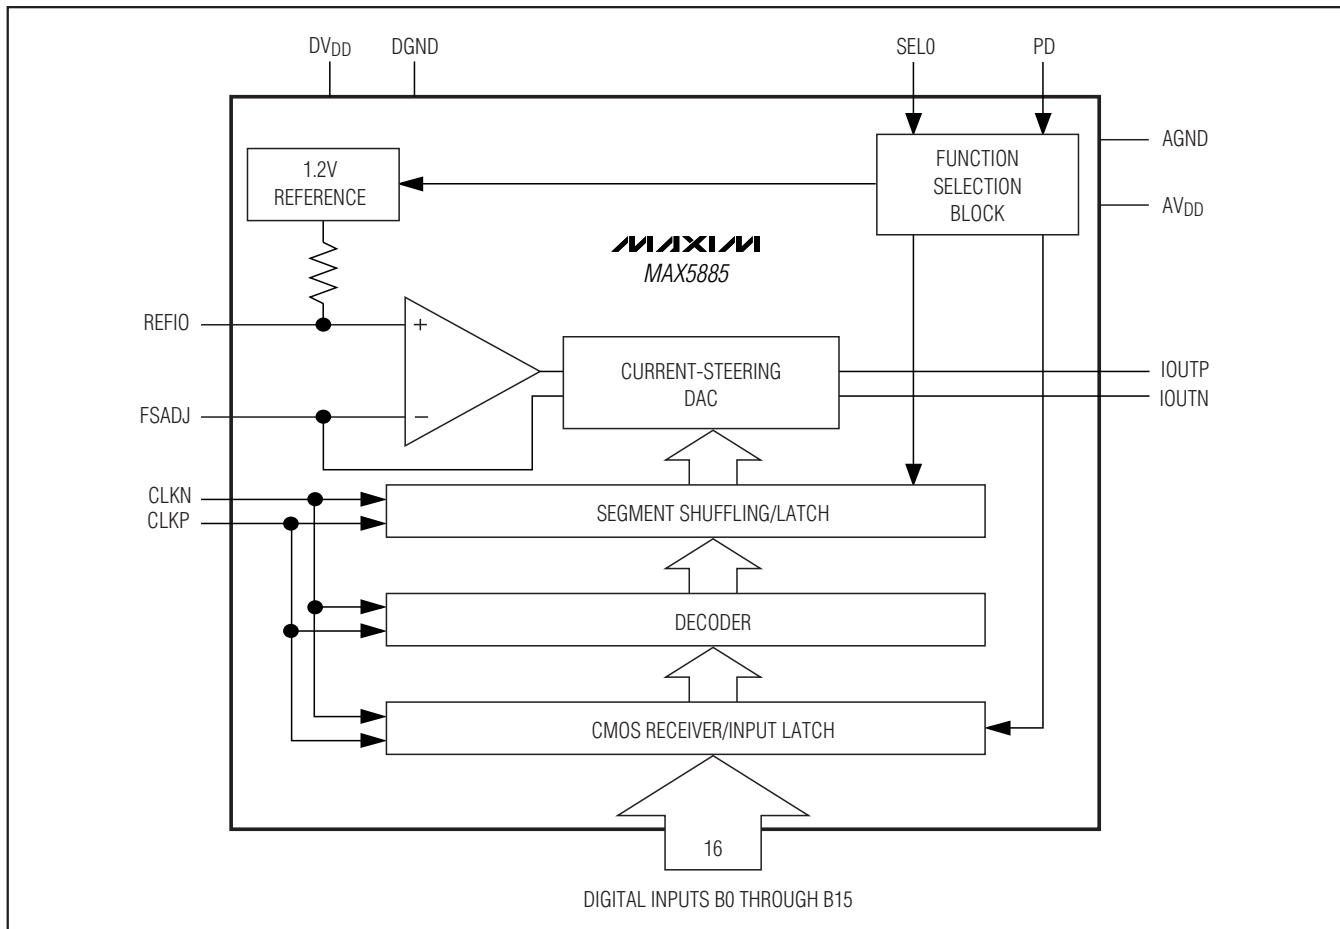 DVDD
DGND
SEL0
PD
AGND
AVDD
1.2V
REFERENCE
FUNCTION
SELECTION
BLOCK
MAXIM
MAX5885
REFIO
+
FSADJ
−
CURRENT-STEERING
DAC
IOUTP
IOUTN
CLKN
CLKP
SEGMENT SHUFFLING/LATCH
DECODER
CMOS RECEIVER/INPUT LATCH
16
DIGITAL INPUTS B0 THROUGH B15